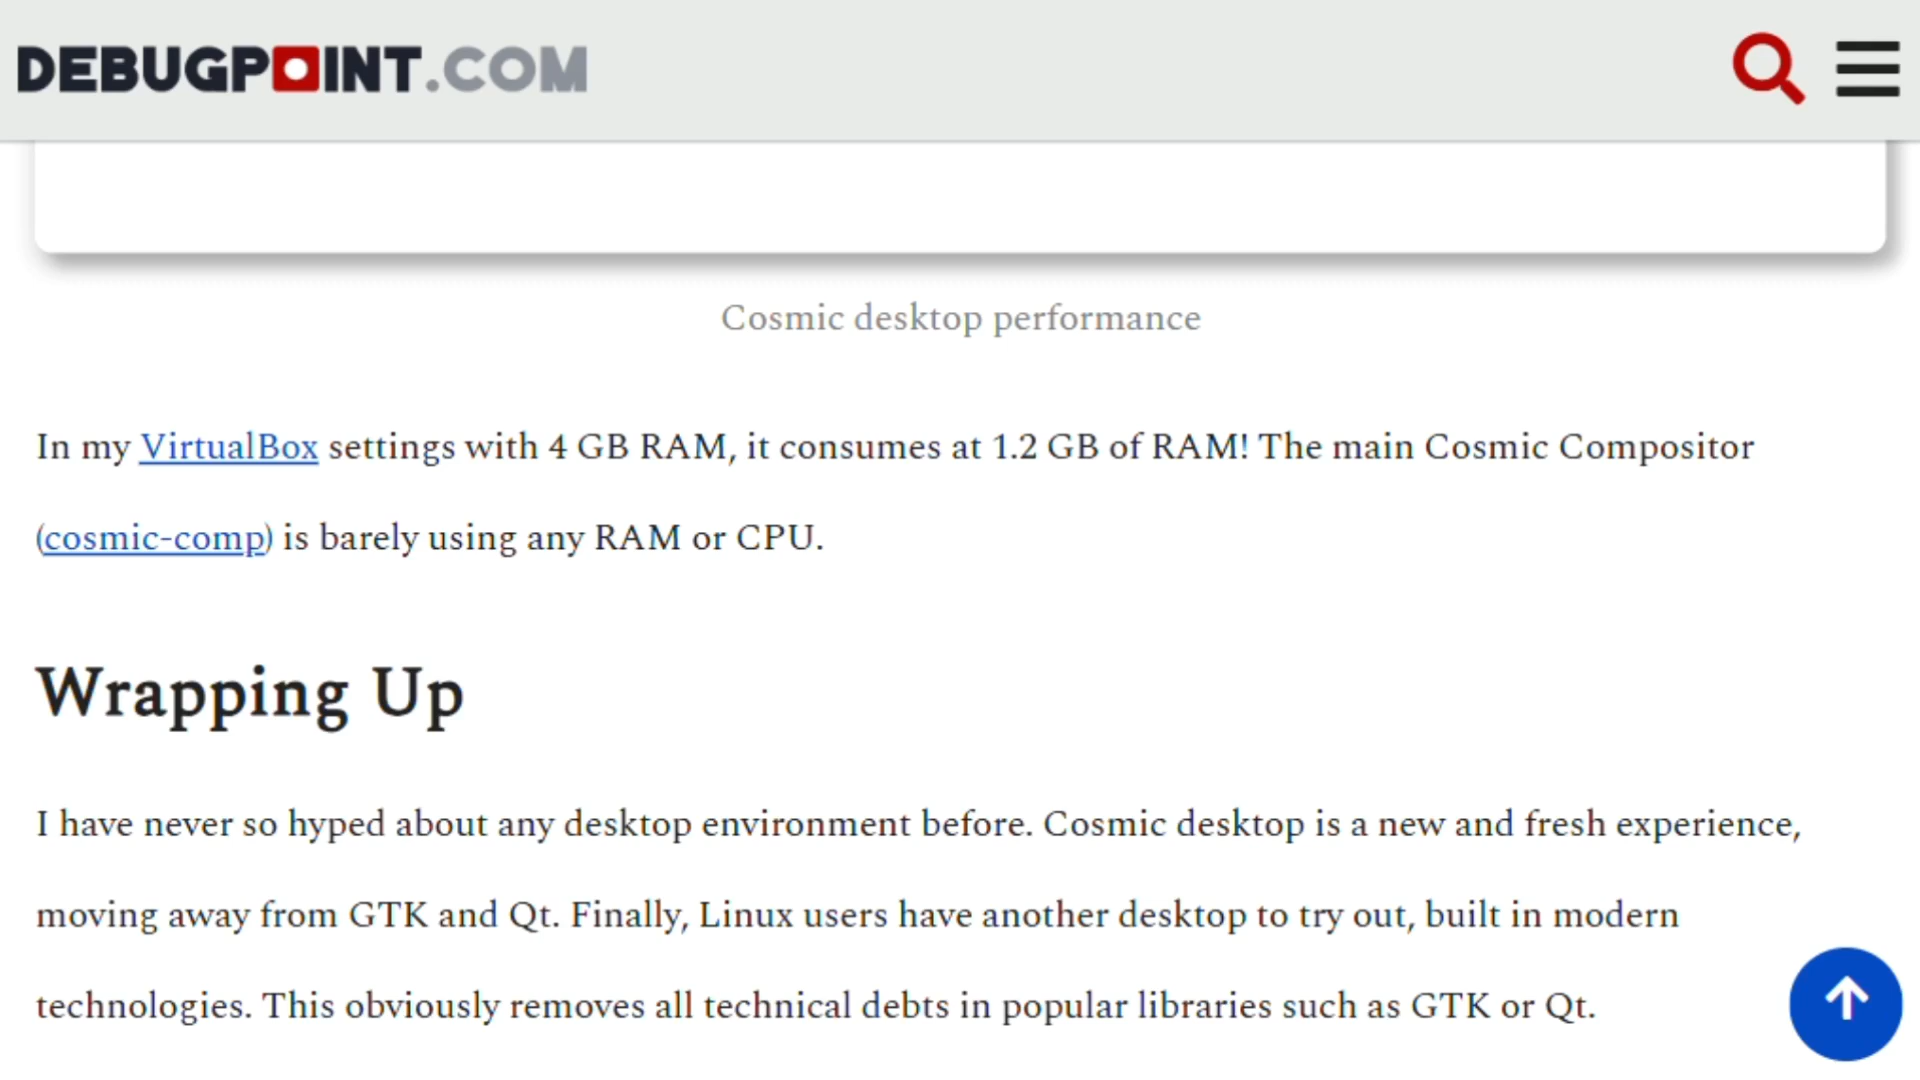 DEBUGPOINT.COM
Cosmic desktop performance
In my VirtualBox settings with 4 GB RAM, it consumes at 1.2 GB of RAM! The main Cosmic Compositor
(cosmic-comp) is barely using any RAM or CPU.
Wrapping Up
I have never so hyped about any desktop environment before. Cosmic desktop is a new and fresh experience,
moving away from GTK and Qt. Finally, Linux users have another desktop to try out, built in modern
technologies. This obviously removes all technical debts in popular libraries such as GTK or Qt.